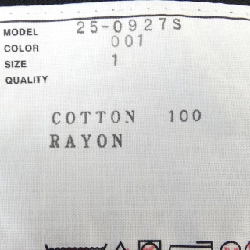 MODEL 25-0927S
COLOR 001
SIZE 1
QUALITY
COTTON 100
RAYON